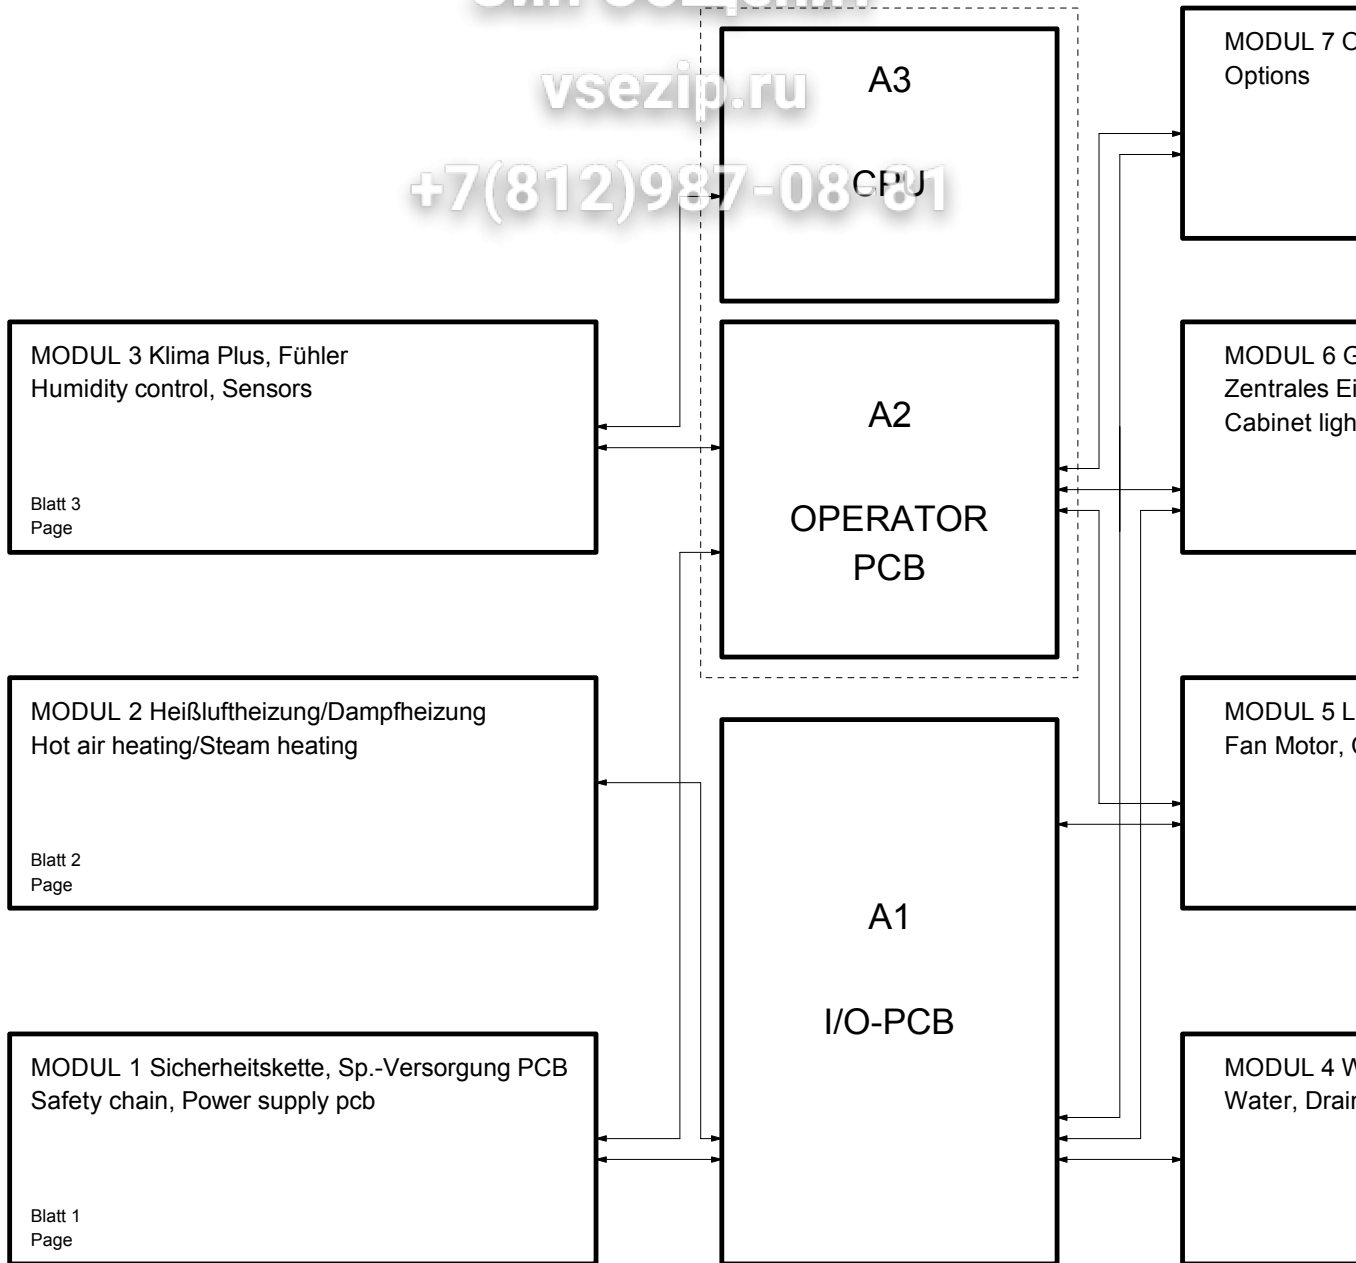 vsezip.ru
+7(812)987-08-81
A3
CPU
MODUL 7
Options
MODUL 3 Klima Plus, Fühler
Humidity control, Sensors
Blatt 3
Page
A2
OPERATOR
PCB
MODUL 6
Zentrales
Cabinet
MODUL 2 Heißluftheizung/Dampfheizung
Hot air heating/Steam heating
Blatt 2
Page
A1
I/O-PCB
MODUL 5
Fan Motor,
MODUL 1 Sicherheitskette, Sp.-Versorgung PCB
Safety chain, Power supply pcb
Blatt 1
Page
MODUL 4
Water,